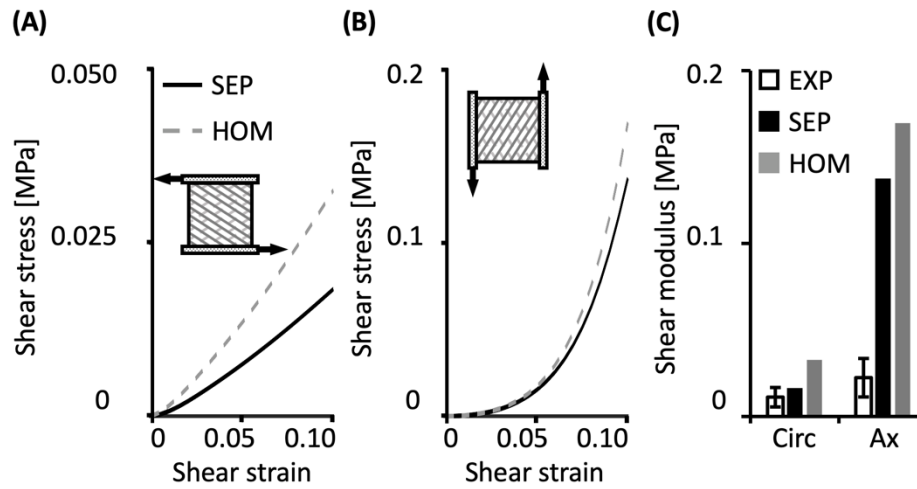 (A)
Shear stress [MPa]
0.050
0.025
0
SEP
HOM
0
0.05
0.10
Shear strain
(B)
Shear stress [MPa]
0.2
0.1
0
0
0.05
0.10
Shear strain
(C)
Shear modulus [MPa]
0.2
0.1
0
EXP
SEP
HOM
Circ
Ax